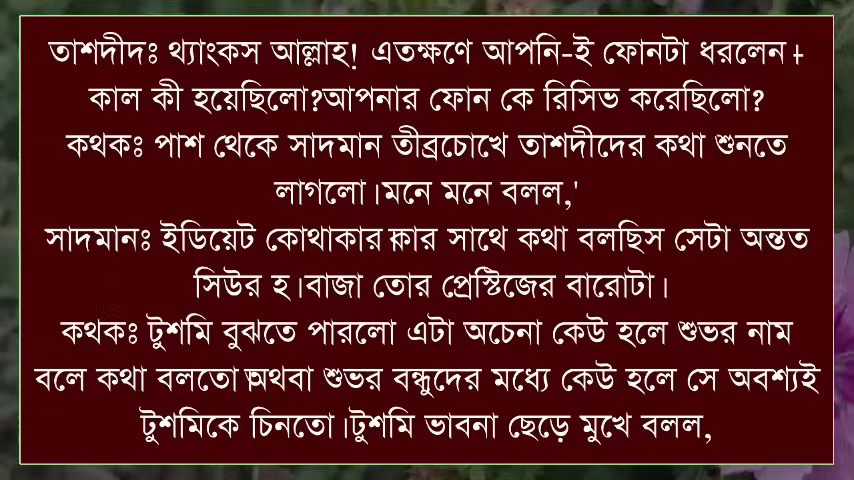 তাশদীদঃ থ্যাংকস আল্লাহ! এতক্ষণে আপনি-ই ফোনটা ধরলেন।
কাল কী হয়েছিলো?আপনার ফোন কে রিসিভ করেছিলো?
কথকঃ পাশ থেকে সাদমান তীব্রচোখে তাশদীদের কথা শুনতে
লাগলো।মনে মনে বলল,'
সাদমানঃ ইডিয়েট কোথাকার।কার সাথে কথা বলছিস সেটা অন্তত
সিউর হ।বাজা তোর প্রেস্টিজের বারোটা।
কথকঃ টুশমি বুঝতে পারলো এটা অচেনা কেউ হলে শুভর নাম
বলে কথা বলতো।অথবা শুভর বন্ধুদের মধ্যে কেউ হলে সে অবশ্যই
টুশমিকে চিনতো।টুশমি ভাবনা ছেড়ে মুখে বলল,